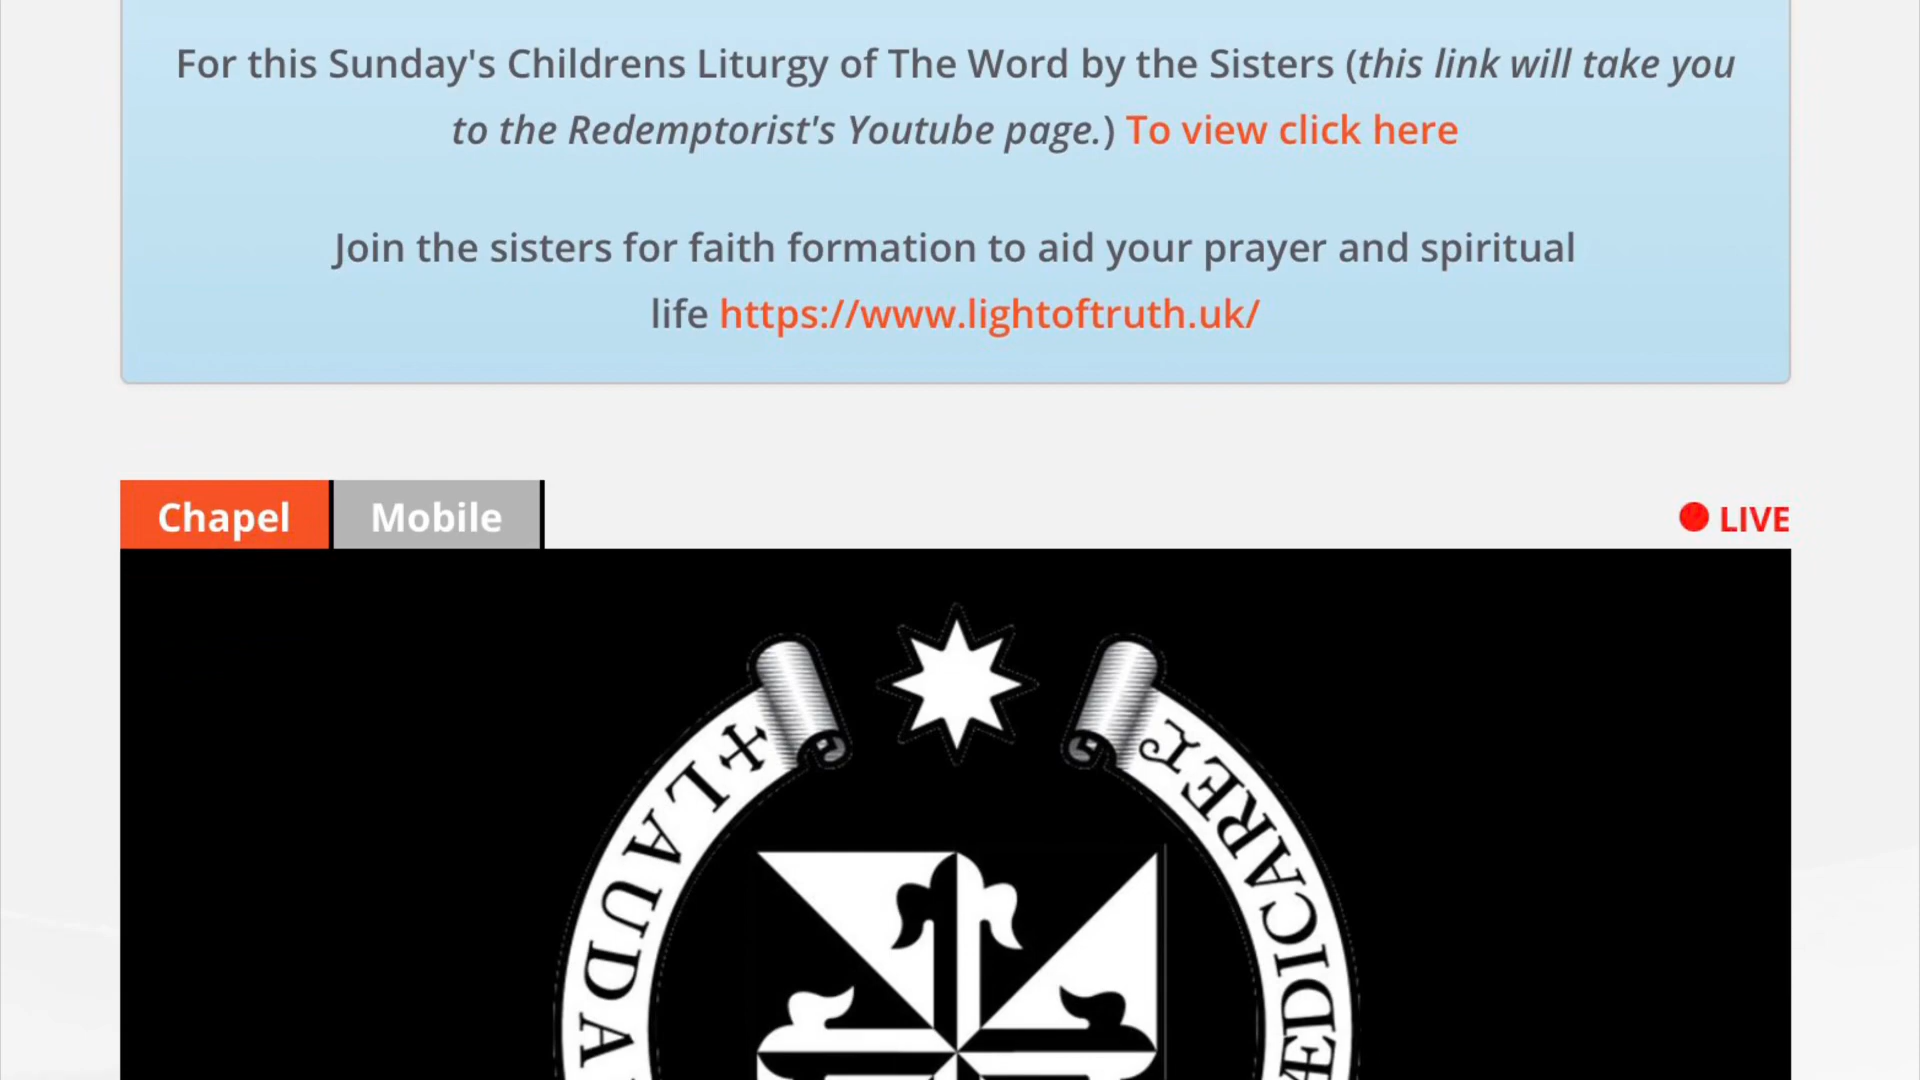 For this Sunday's Childrens Liturgy of The Word by the Sisters (this link will take you
to the Redemptorist's Youtube page.) To view click here
Join the sisters for faith formation to aid your prayer and spiritual
life https://www.lightoftruth.uk/
Chapel
Mobile
LIVE
LAUDA
ÆDICARE